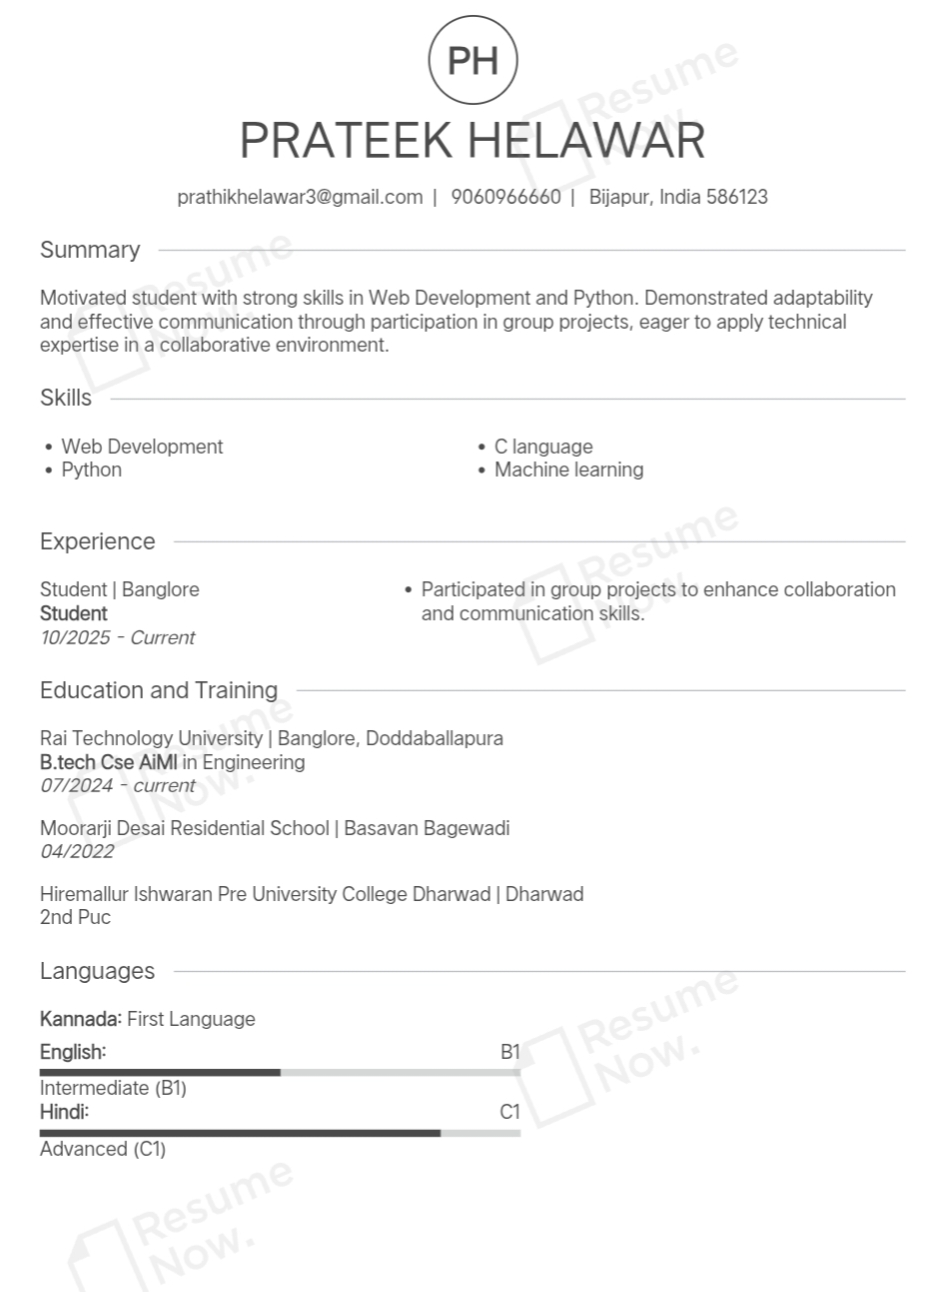 PH
PRATEEK HELAWAR
prathikhelawar3@gmail.com | 9060966660 | Bijapur, India 586123
Summary
Motivated student with strong skills in Web Development and Python. Demonstrated adaptability
and effective communication through participation in group projects, eager to apply technical
expertise in a collaborative environment.
Skills
• Web Development
• Python
• C language
• Machine learning
Experience
Student | Banglore
Student
10/2025 - Current
• Participated in group projects to enhance collaboration
and communication skills.
Education and Training
Rai Technology University | Banglore, Doddaballapura
B.tech Cse AiMl in Engineering
07/2024 - current
Moorarji Desai Residential School | Basavan Bagewadi
04/2022
Hiremallur Ishwaran Pre University College Dharwad | Dharwad
2nd Puc
Languages
Kannada: First Language
English: B1
Intermediate (B1)
Hindi: C1
Advanced (C1)
Resume
Now.
Resume
Now.
Resume
Now.
Resume
Now.
Resume
Now.
Resume
Now.